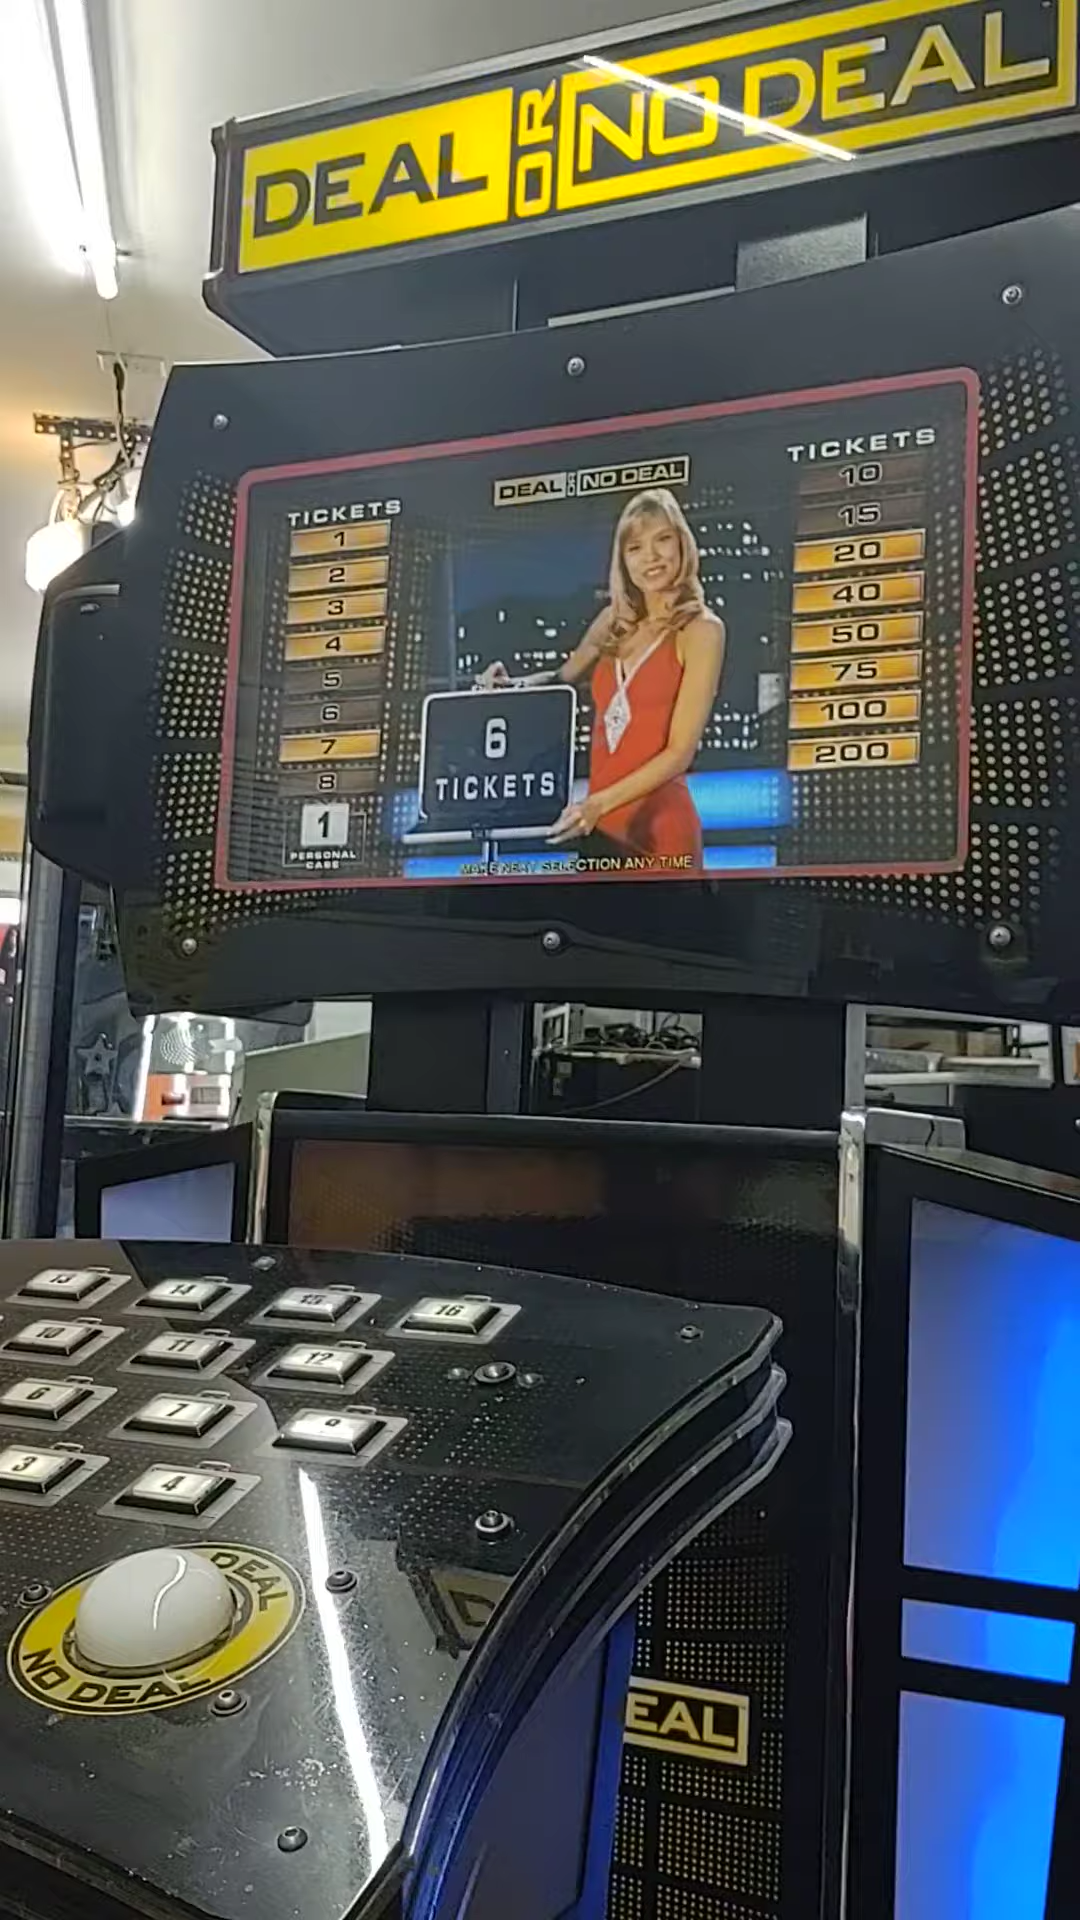 DEAL OR NO DEAL
DEAL OR NO DEAL
TICKETS
1
2
3
4
5
6
7
8
1
PERSONAL
CASE
6
TICKETS
MAKE NEXT SELECTION ANY TIME
TICKETS
10
15
20
40
50
75
100
200
13 14 15 16
10 11 12
6 7
3 4
DEAL
NO DEAL
EAL